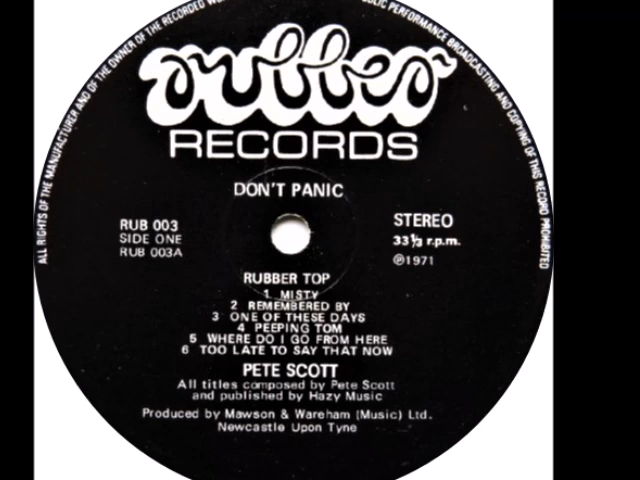 ALL RIGHTS OF THE MANUFACTURER AND OF THE OWNER OF THE RECORDED
PERFORMANCE BROADCASTING AND COPYING OF THIS RECORD PROHIBITED
rubber
RECORDS
DON'T PANIC
RUB 003
SIDE ONE
RUB 003A
STEREO
33⅓ r.p.m.
℗1971
RUBBER TOP
1 MISTY
2 REMEMBERED BY
3 ONE OF THESE DAYS
4 PEEPING TOM
5 WHERE DO I GO FROM HERE
6 TOO LATE TO SAY THAT NOW
PETE SCOTT
All titles composed by Pete Scott
and published by Hazy Music
Produced by Mawson & Wareham (Music) Ltd.
Newcastle Upon Tyne